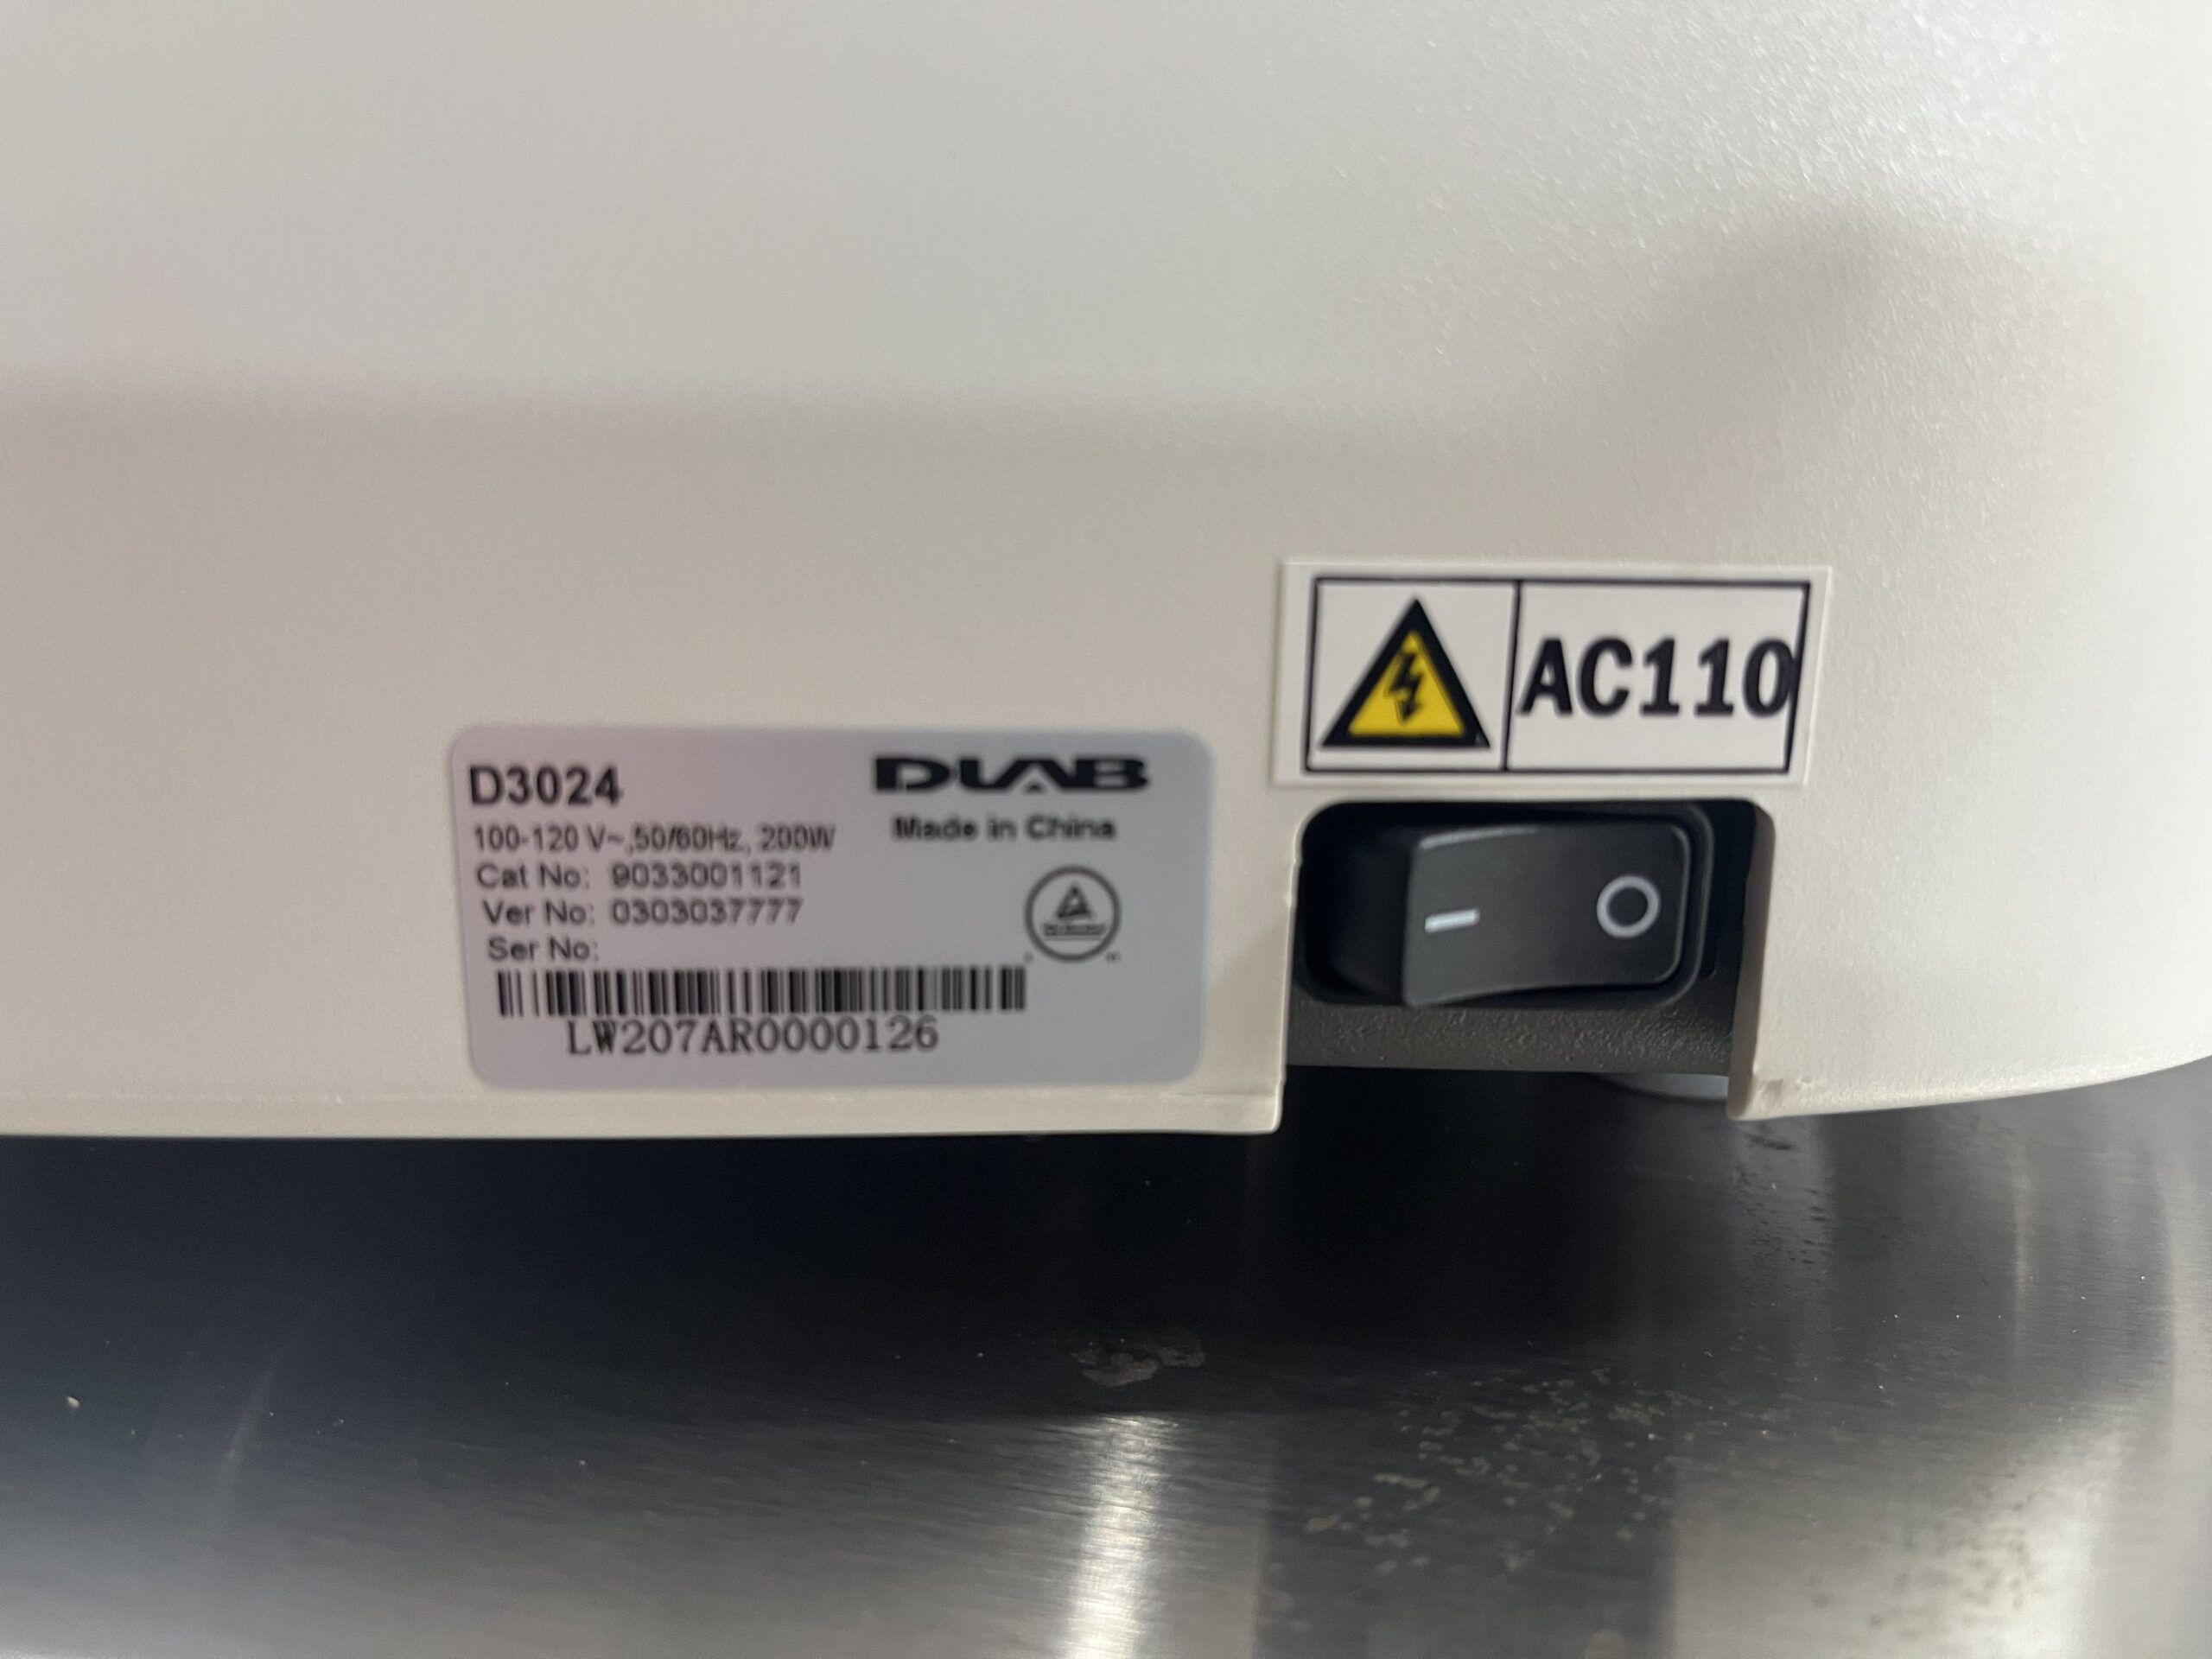 AC110
D3024
DLAB
100-120 V~,50/60Hz, 200W
Made in China
Cat No: 9033001121
Ver No: 0303037777
Ser No:
LW207AR0000126